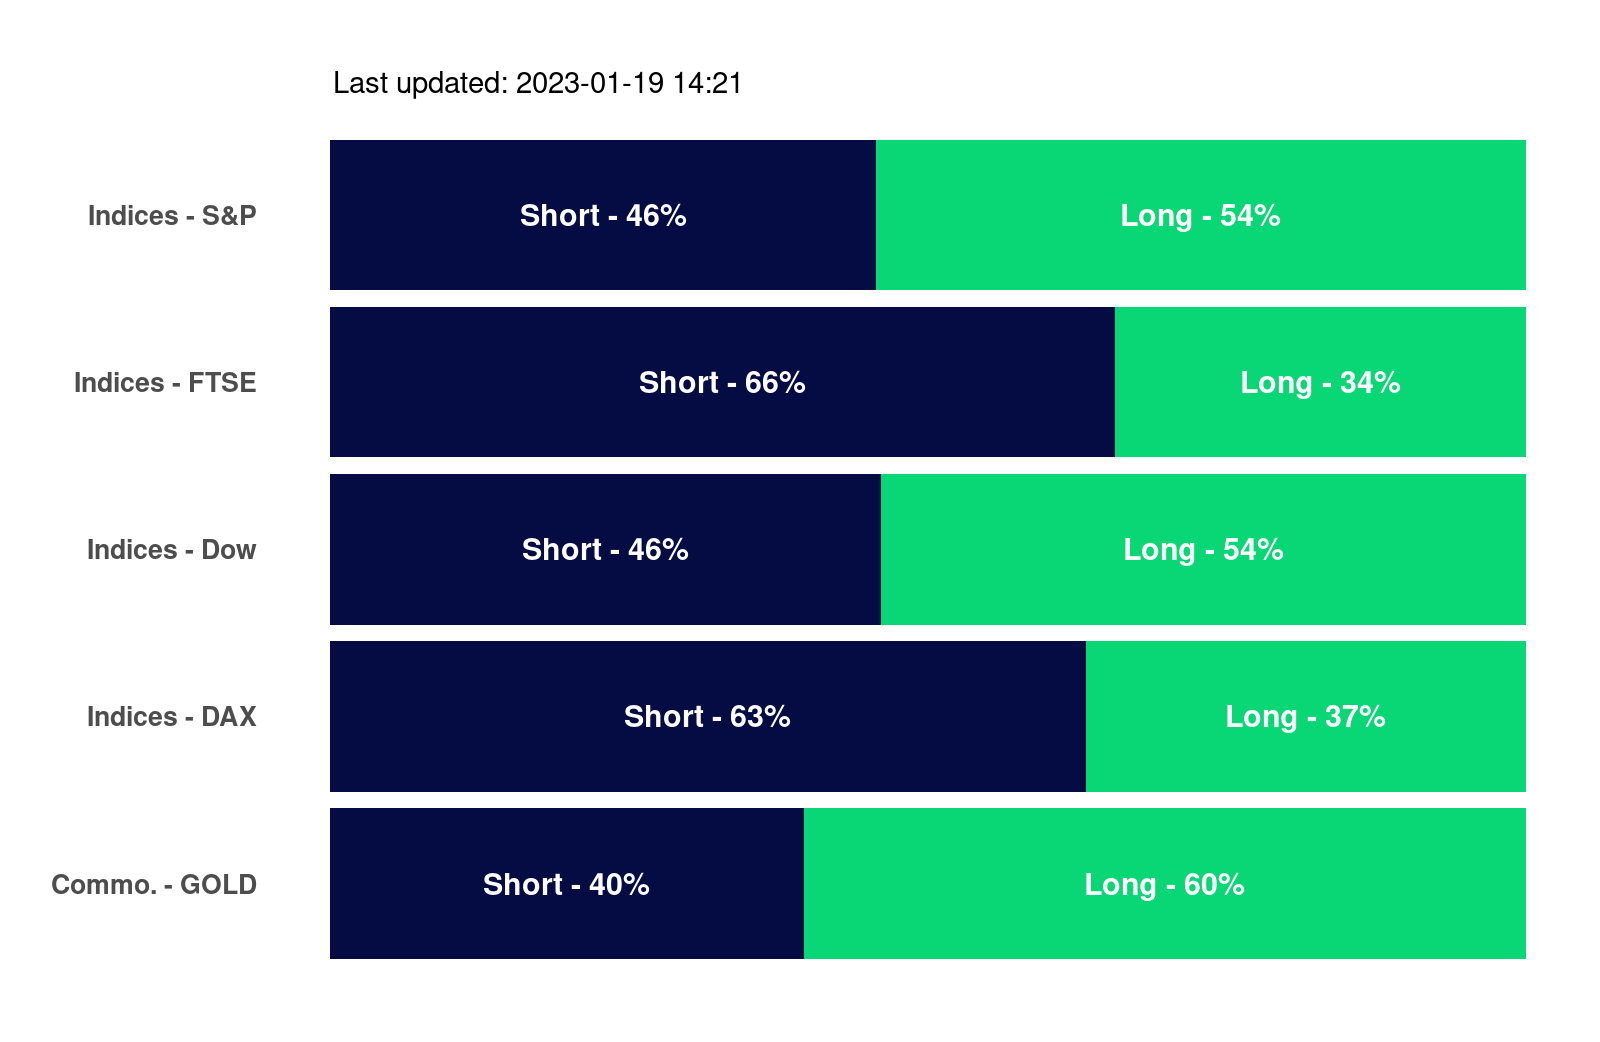 Last updated: 2023-01-19 14:21
Indices - S&P Short - 46% Long - 54%
Indices - FTSE Short - 66% Long - 34%
Indices - Dow Short - 46% Long - 54%
Indices - DAX Short - 63% Long - 37%
Commo. - GOLD Short - 40% Long - 60%